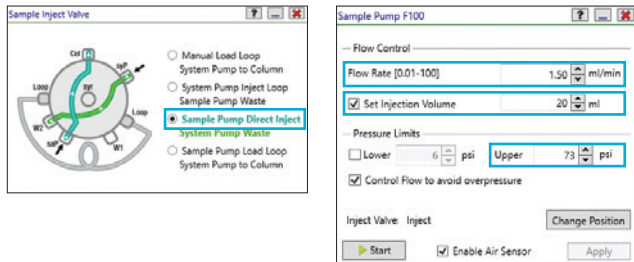 Sample Inject Valve
? _ X
Col
syP
Loop
Syr
Loop
W2
saP
W1
Manual Load Loop
System Pump to Column
System Pump Inject Loop
Sample Pump Waste
Sample Pump Direct Inject
System Pump Waste
Sample Pump Load Loop
System Pump to Column
Sample Pump F100
? _ X
Flow Control
Flow Rate [0.01-100] 1.50 ml/min
Set Injection Volume 20 ml
Pressure Limits
Lower 6 psi Upper 73 psi
Control Flow to avoid overpressure
Inject Valve: Inject Change Position
Start Enable Air Sensor Apply